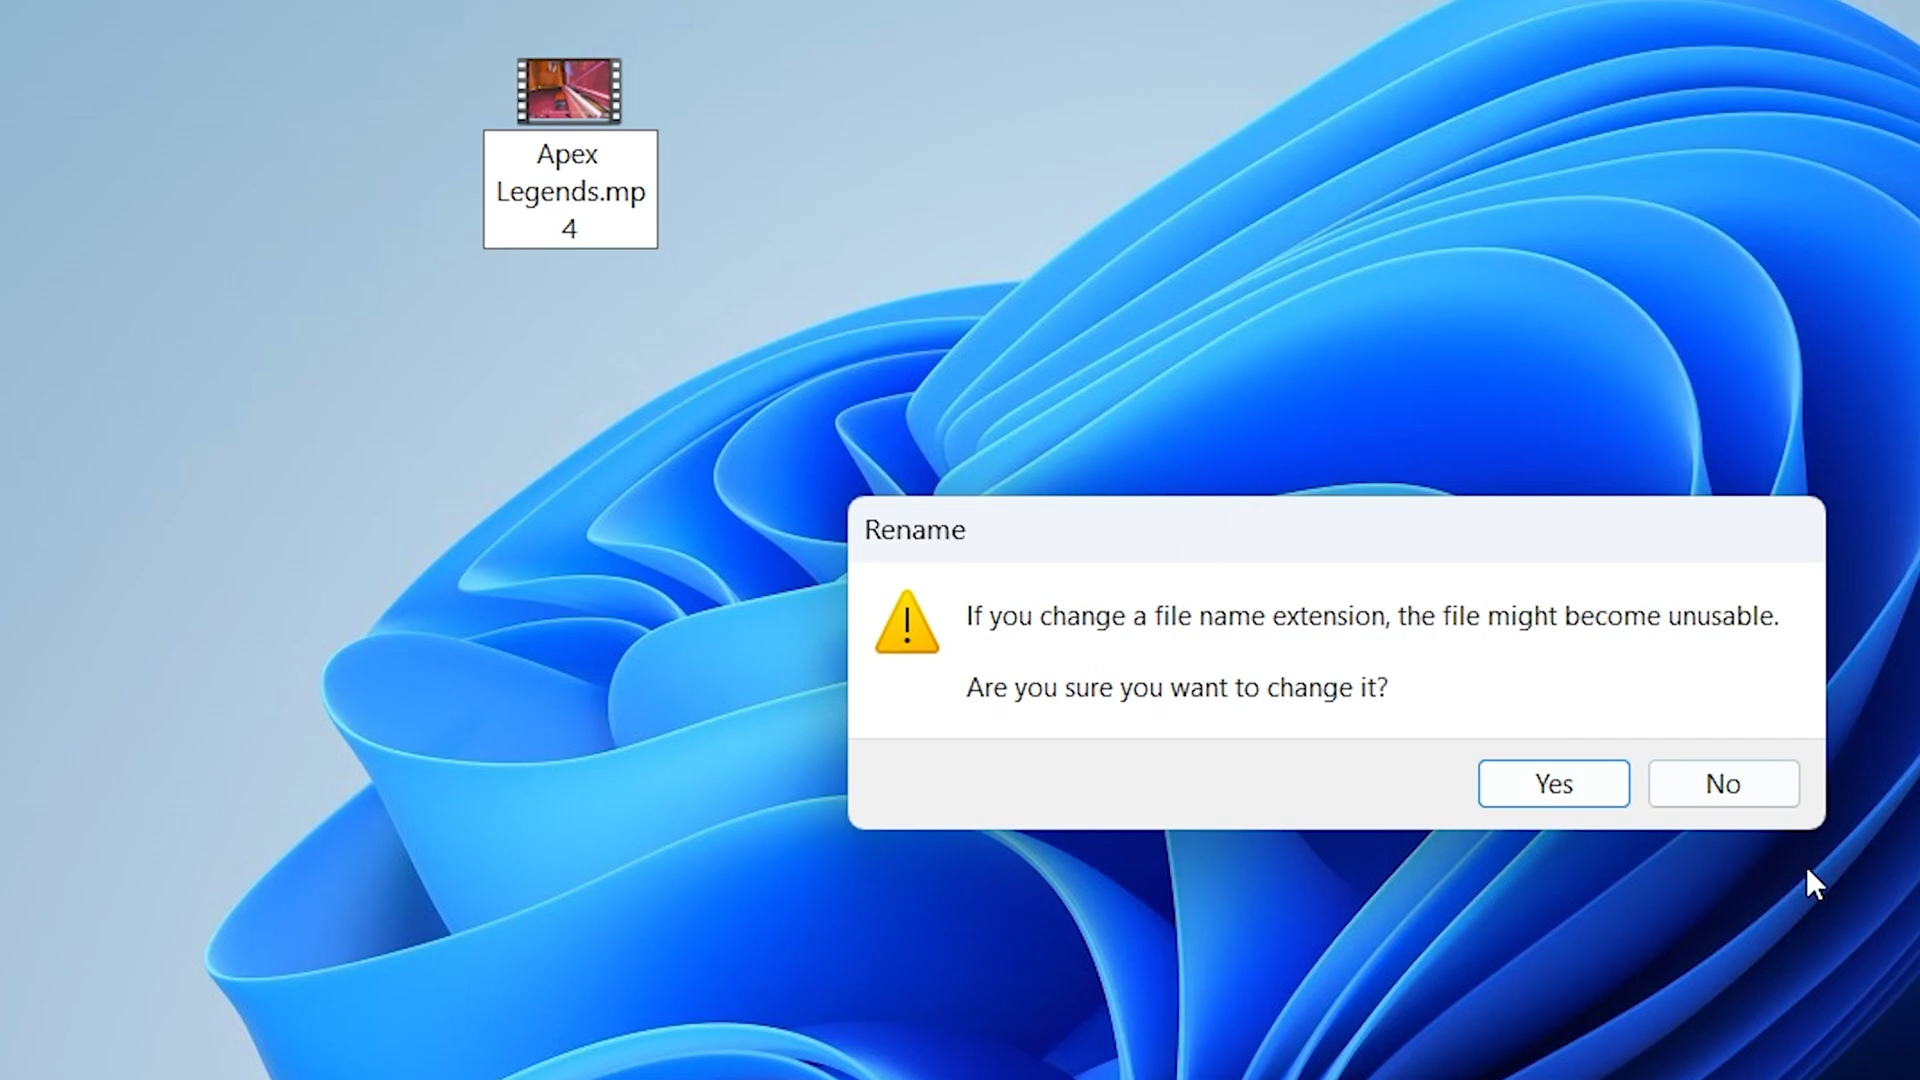 Apex
Legends.mp
4
Rename
If you change a file name extension, the file might become unusable.
Are you sure you want to change it?
Yes No